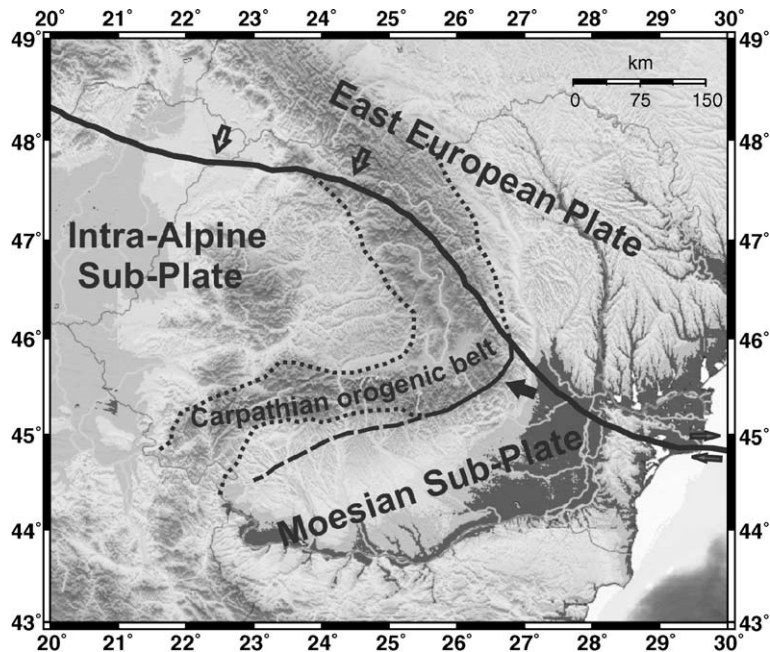 20° 21° 22° 23° 24° 25° 26° 27° 28° 29° 30°
49° 49°
km
0 75 150
East European Plate
48° 48°
Intra-Alpine
Sub-Plate
47° 47°
46° 46°
Carpathian orogenic belt
45° 45°
Moesian Sub-Plate
44° 44°
43° 43°
20° 21° 22° 23° 24° 25° 26° 27° 28° 29° 30°